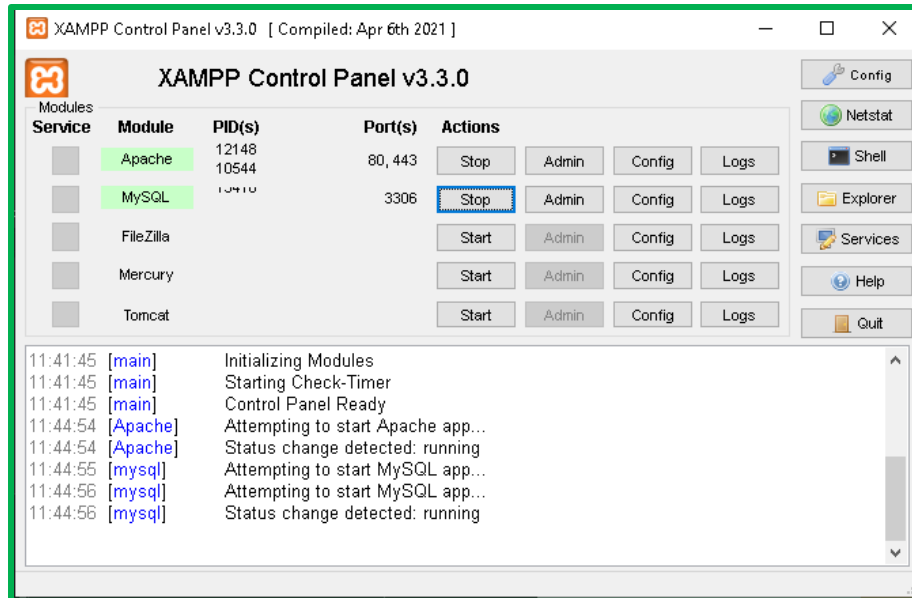 XAMPP Control Panel v3.3.0 [ Compiled: Apr 6th 2021 ]
XAMPP Control Panel v3.3.0
Config
Modules
Service Module PID(s) Port(s) Actions
Netstat
Apache 12148 10544 80, 443 Stop Admin Config Logs
Shell
MySQL 3306 Stop Admin Config Logs
Explorer
FileZilla Start Admin Config Logs
Services
Mercury Start Admin Config Logs
Help
Tomcat Start Admin Config Logs
Quit
11:41:45 [main] Initializing Modules
11:41:45 [main] Starting Check-Timer
11:41:45 [main] Control Panel Ready
11:44:54 [Apache] Attempting to start Apache app...
11:44:54 [Apache] Status change detected: running
11:44:55 [mysql] Attempting to start MySQL app...
11:44:56 [mysql] Attempting to start MySQL app...
11:44:56 [mysql] Status change detected: running